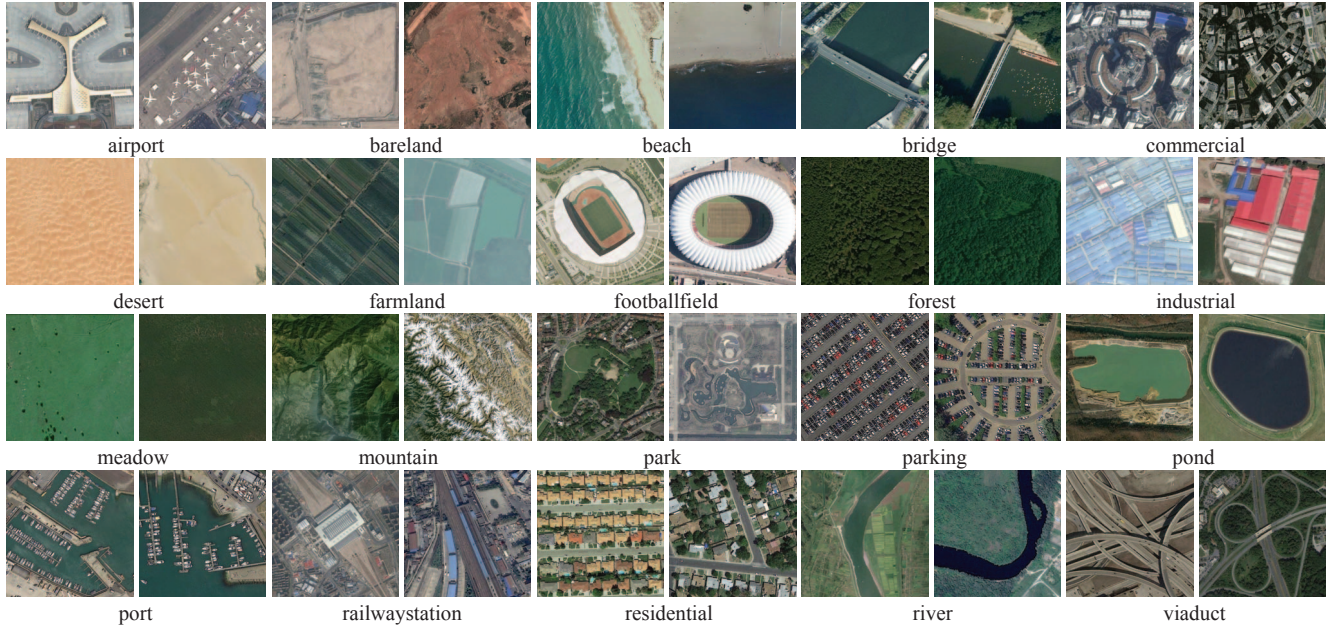 airport bareland beach bridge commercial
desert farmland footballfield forest industrial
meadow mountain park parking pond
port railwaystation residential river viaduct